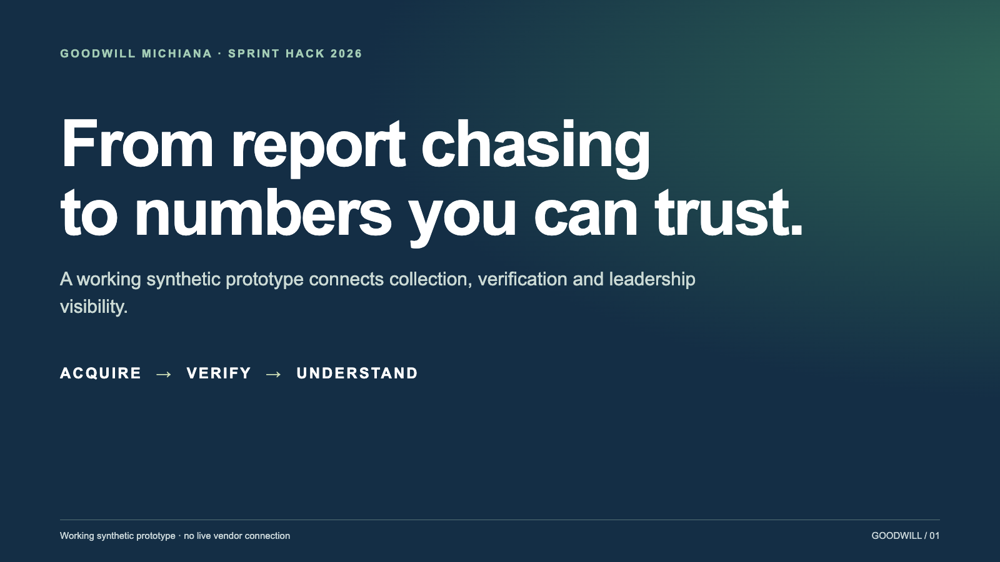 GOODWILL MICHIANA · SPRINT HACK 2026
From report chasing
to numbers you can trust.
A working synthetic prototype connects collection, verification and leadership
visibility.
ACQUIRE → VERIFY → UNDERSTAND
Working synthetic prototype · no live vendor connection
GOODWILL / 01